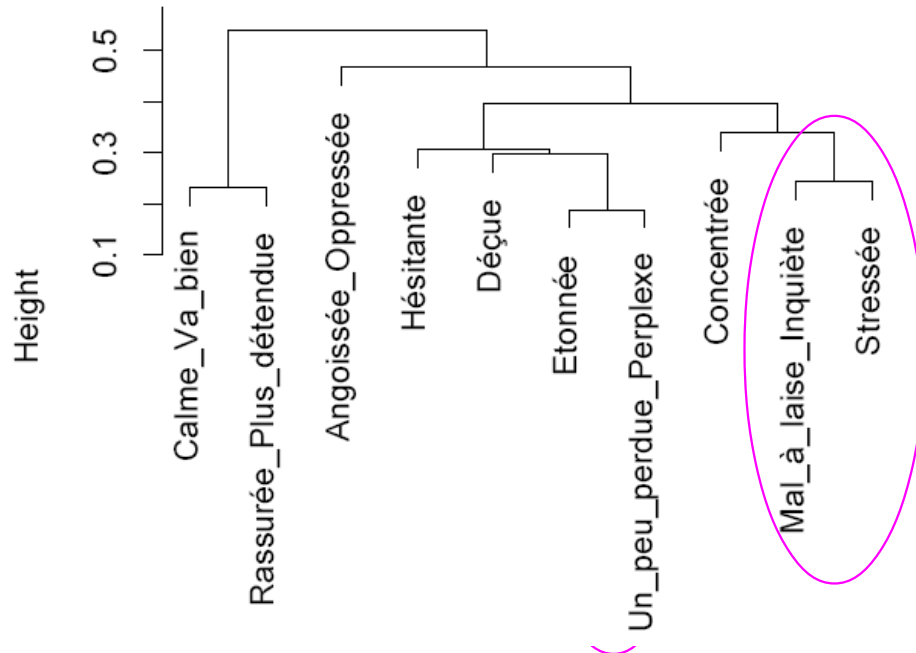 Height
0.5
0.3
0.1
Calme_Va_bien
Rassurée_Plus_détendue
Angoissée_Oppressée
Hésitante
Déçue
Etonnée
Un_peu_perdue_Perplexe
Concentrée
Mal_à_laise_Inquiète
Stressée